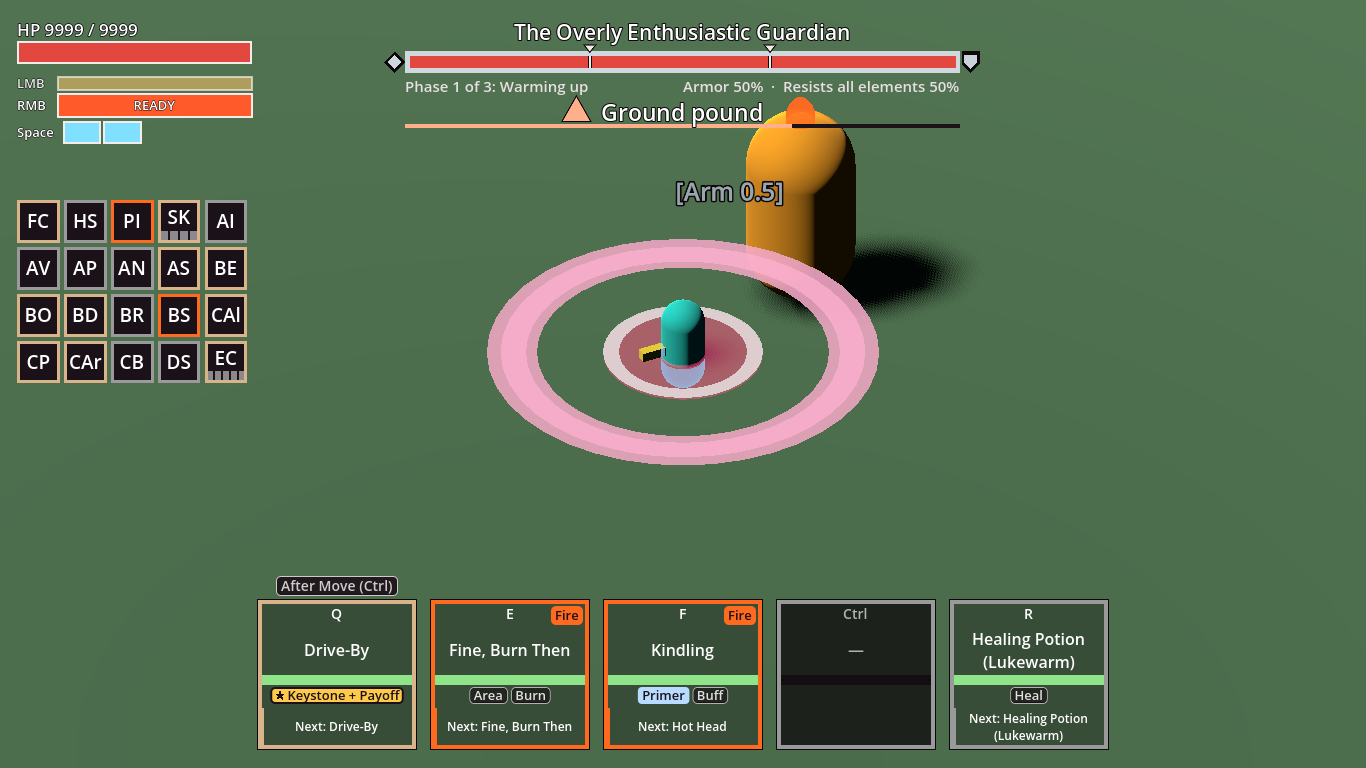 HP 9999 / 9999
The Overly Enthusiastic Guardian
LMB
Phase 1 of 3: Warming up
Armor 50% · Resists all elements 50%
RMB
READY
Ground pound
Space
[Arm 0.5]
FC HS PI SK AI
AV AP AN AS BE
BO BD BR BS CAl
CP CAr CB DS EC
After Move (Ctrl)
Q
Drive-By
★ Keystone + Payoff
Next: Drive-By
E
Fire
Fine, Burn Then
Area Burn
Next: Fine, Burn Then
F
Fire
Kindling
Primer Buff
Next: Hot Head
Ctrl
—
R
Healing Potion
(Lukewarm)
Heal
Next: Healing Potion
(Lukewarm)